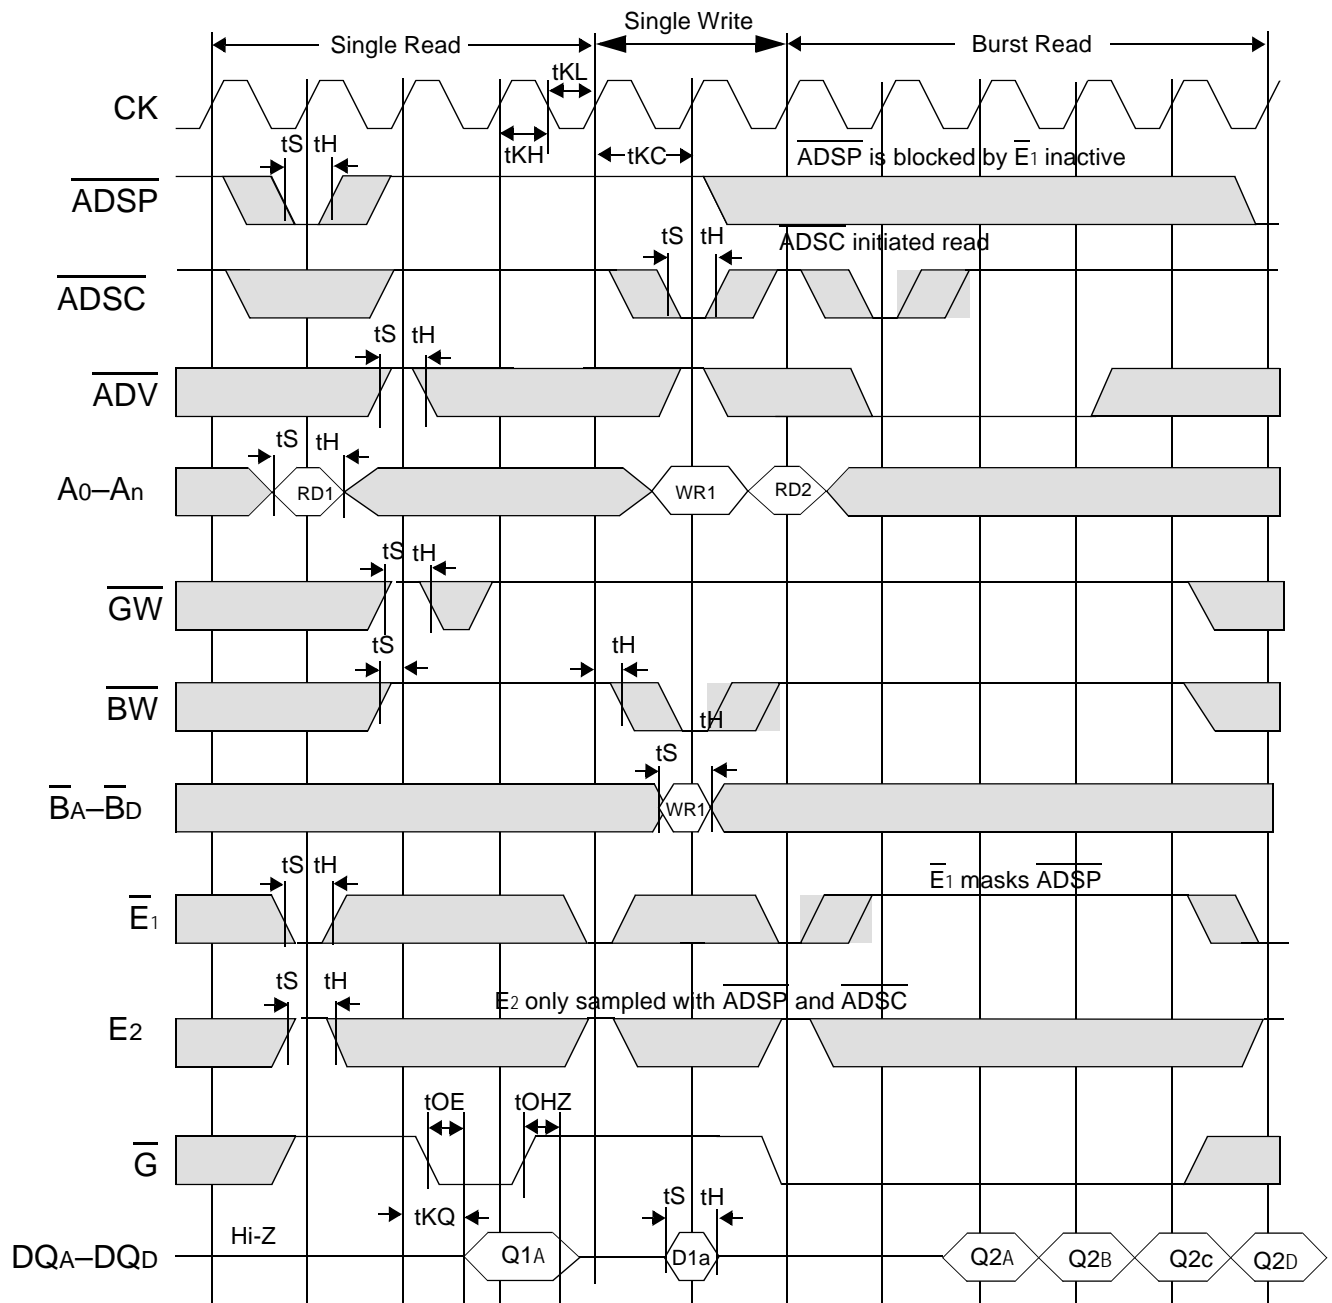 Single Write
Single Read
Burst Read
tKL
CK
tS tH
tKH
tKC
ADSP is blocked by E1 inactive
ADSP
tS tH
ADSC initiated read
ADSC
tS tH
ADV
tS tH
A0–An
RD1
WR1
RD2
tS tH
GW
tS
tH
BW
tH
tS
BA–BD
WR1
tS tH
E1 masks ADSP
E1
tS tH
E2 only sampled with ADSP and ADSC
E2
tOE
tOHZ
G
tKQ
tS tH
Hi-Z
DQA–DQD
Q1A
D1a
Q2A
Q2B
Q2c
Q2D